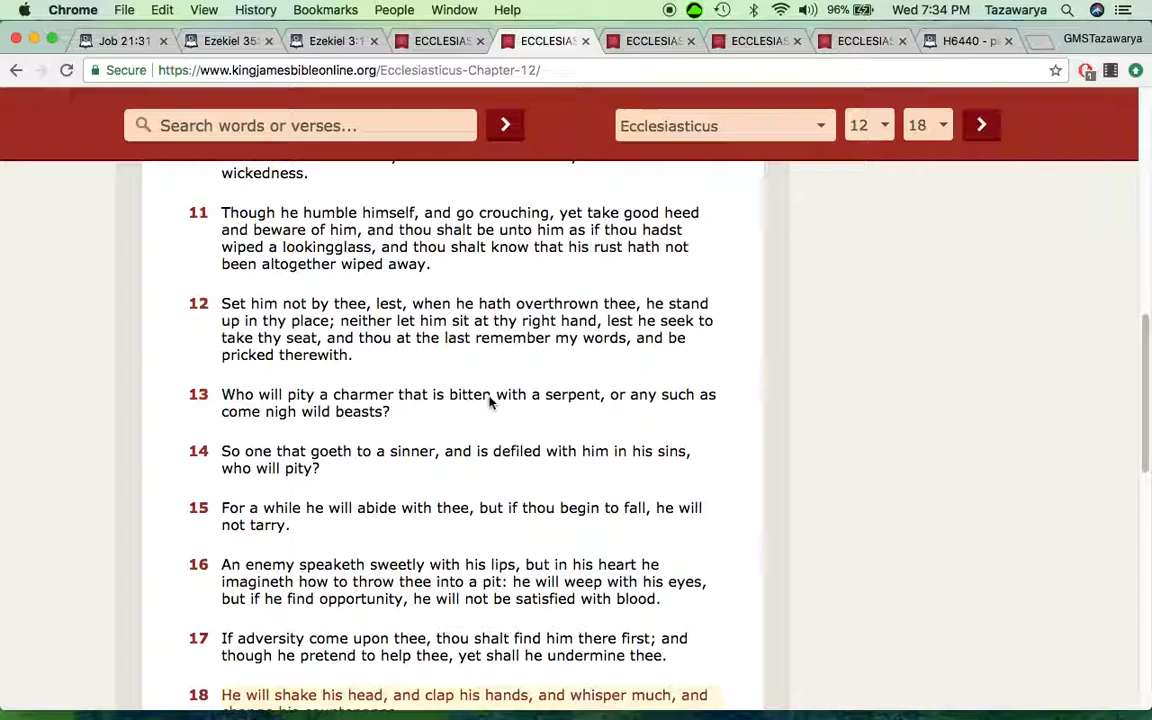 Chrome File Edit View History Bookmarks People Window Help 96% Wed 7:34 PM Tazawarya
Job 21:31 Ezekiel 35: Ezekiel 3:1 ECCLESIAS ECCLESIAS ECCLESIAS ECCLESIAS ECCLESIAS H6440 - p GMSTazawarya
Secure https://www.kingjamesbibleonline.org/Ecclesiasticus-Chapter-12/
Search words or verses... Ecclesiasticus 12 18
wickedness.
11 Though he humble himself, and go crouching, yet take good heed
and beware of him, and thou shalt be unto him as if thou hadst
wiped a lookingglass, and thou shalt know that his rust hath not
been altogether wiped away.
12 Set him not by thee, lest, when he hath overthrown thee, he stand
up in thy place; neither let him sit at thy right hand, lest he seek to
take thy seat, and thou at the last remember my words, and be
pricked therewith.
13 Who will pity a charmer that is bitten with a serpent, or any such as
come nigh wild beasts?
14 So one that goeth to a sinner, and is defiled with him in his sins,
who will pity?
15 For a while he will abide with thee, but if thou begin to fall, he will
not tarry.
16 An enemy speaketh sweetly with his lips, but in his heart he
imagineth how to throw thee into a pit: he will weep with his eyes,
but if he find opportunity, he will not be satisfied with blood.
17 If adversity come upon thee, thou shalt find him there first; and
though he pretend to help thee, yet shall he undermine thee.
18 He will shake his head, and clap his hands, and whisper much, and